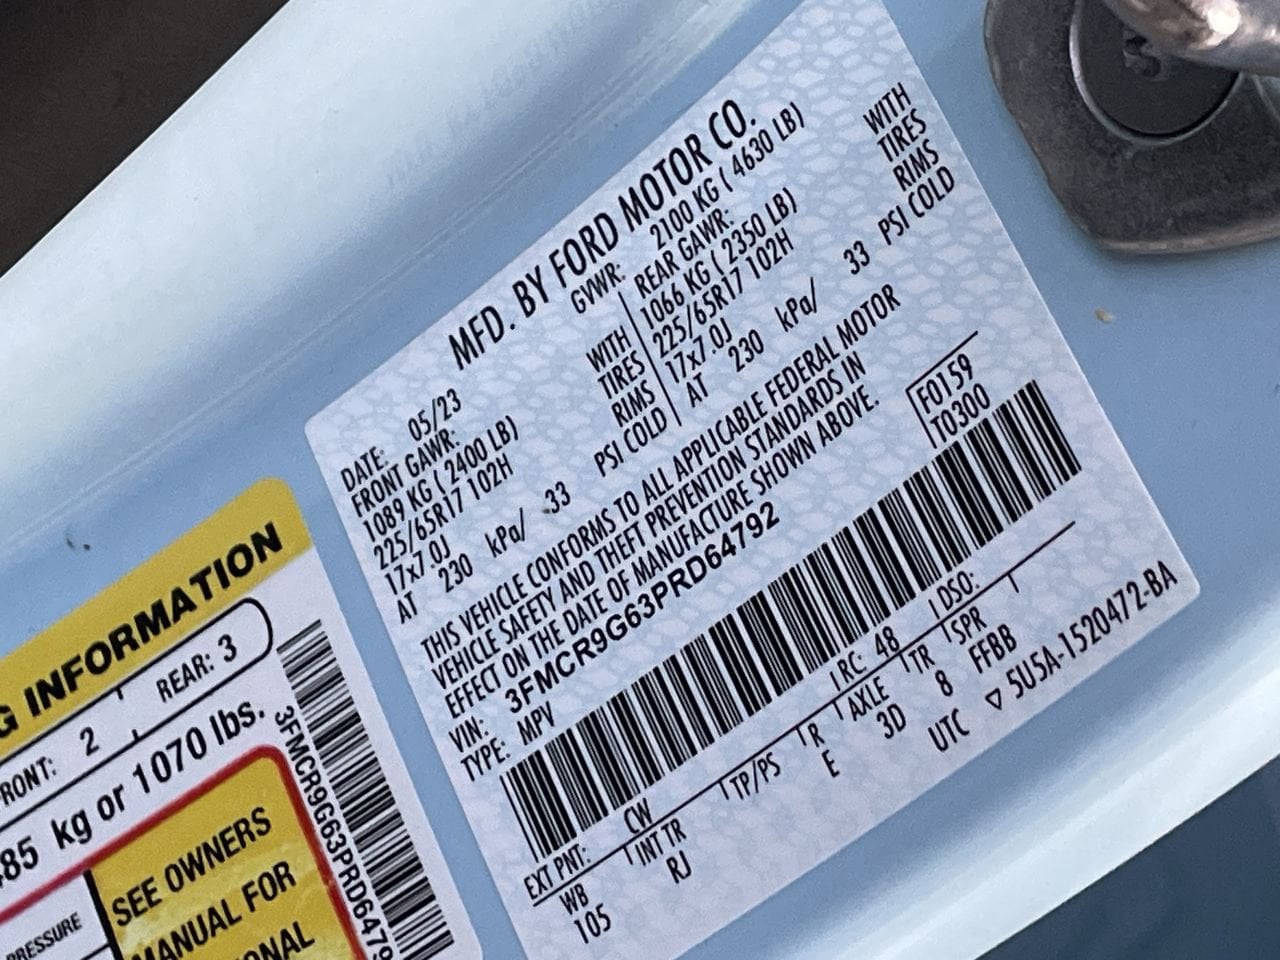 MFD. BY FORD MOTOR CO.
DATE: 05/23 GVWR: 2100 KG ( 4630 LB)
FRONT GAWR: REAR GAWR:
1089 KG ( 2400 LB) WITH 1066 KG ( 2350 LB) WITH
225/65R17 102H TIRES 225/65R17 102H TIRES
17x7.0J RIMS 17x7.0J RIMS
AT 230 kPa/ 33 PSI COLD AT 230 kPa/ 33 PSI COLD
THIS VEHICLE CONFORMS TO ALL APPLICABLE FEDERAL MOTOR
VEHICLE SAFETY AND THEFT PREVENTION STANDARDS IN
EFFECT ON THE DATE OF MANUFACTURE SHOWN ABOVE.
VIN: 3FMCR9G63PRD64792 F0159
TYPE: MPV T0300
EXT PNT: CW RC: 48 DSO:
WB INT TR TP/PS R AXLE TR SPR
105 RJ E 3D 8 FFBB
UTC ▽ 5U5A-1520472-BA
G INFORMATION
RONT: 2 REAR: 3
85 kg or 1070 lbs.
PRESSURE
SEE OWNERS
MANUAL FOR
ONAL
3FMCR9G63PRD6479